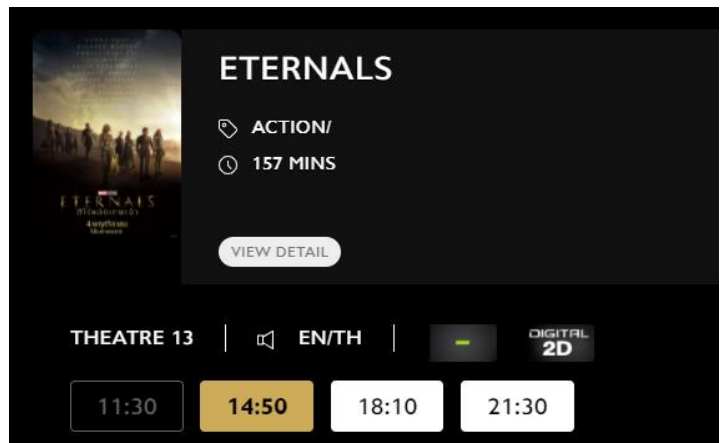 ETERNALS
ACTION/
157 MINS
ETERNALS
VIEW DETAIL
THEATRE 13
EN/TH
DIGITAL
2D
11:30
14:50
18:10
21:30